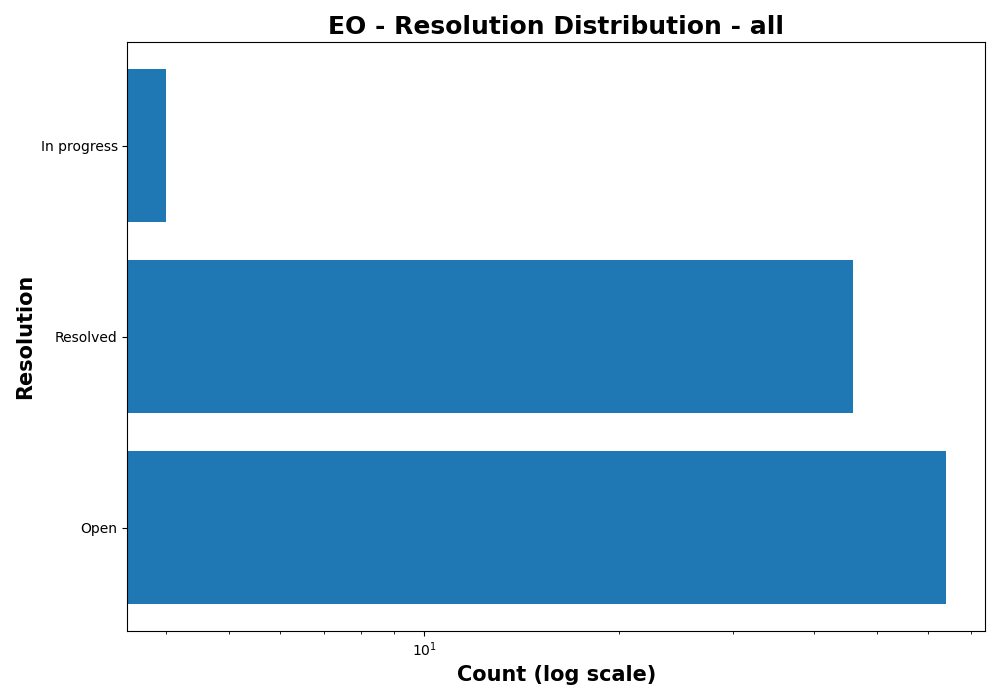 EO - Resolution Distribution - all
In progress
Resolved
Open
Resolution
10¹
Count (log scale)